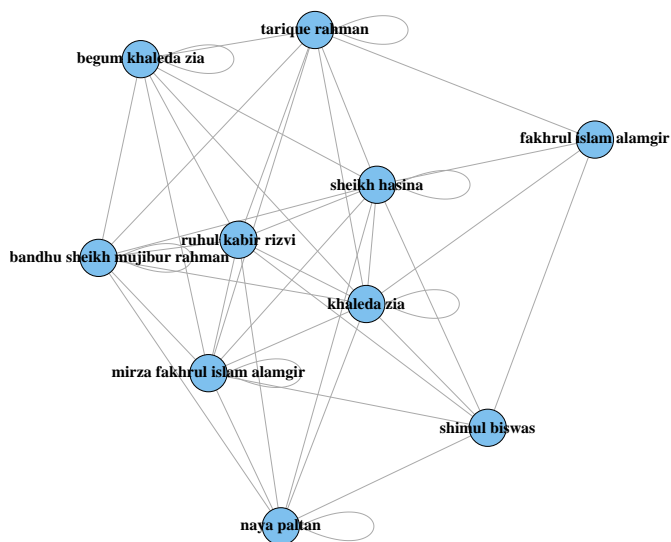 tarique rahman
begum khaleda zia
fakhrul islam alamgir
sheikh hasina
ruhul kabir rizvi
bandhu sheikh mujibur rahman
khaleda zia
mirza fakhrul islam alamgir
shimul biswas
naya paltan